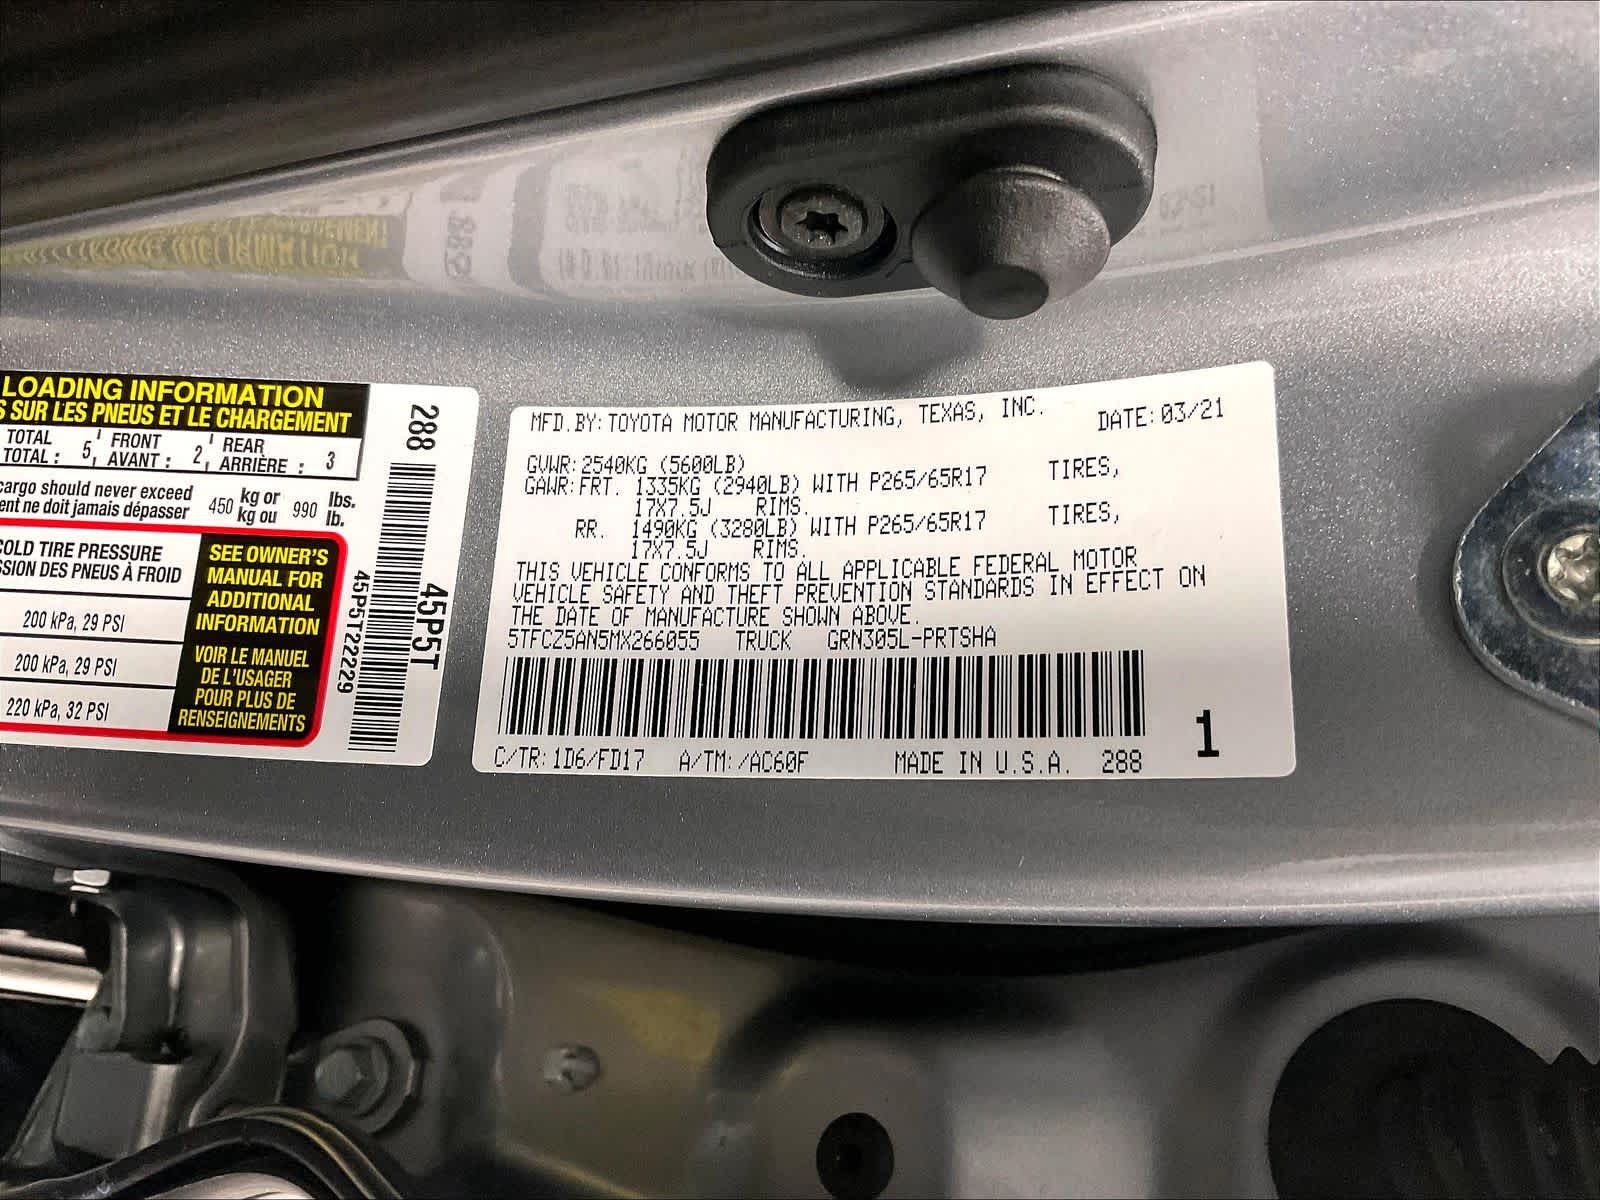 LOADING INFORMATION
SUR LES PNEUS ET LE CHARGEMENT
TOTAL 5, FRONT 2, REAR 3
TOTAL : AVANT : ARRIÈRE :
cargo should never exceed 450 kg or 990 lbs.
ne doit jamais dépasser kg ou lb.
COLD TIRE PRESSURE
DES PNEUS À FROID
200 kPa, 29 PSI
200 kPa, 29 PSI
220 kPa, 32 PSI
SEE OWNER'S
MANUAL FOR
ADDITIONAL
INFORMATION
VOIR LE MANUEL
DE L'USAGER
POUR PLUS DE
RENSEIGNEMENTS
288
45P5T
45P5T22229
MFD.BY:TOYOTA MOTOR MANUFACTURING, TEXAS, INC. DATE:03/21
GVWR:2540KG (5600LB)
GAWR:FRT. 1335KG (2940LB) WITH P265/65R17 TIRES,
17X7.5J RIMS.
RR. 1490KG (3280LB) WITH P265/65R17 TIRES,
17X7.5J RIMS.
THIS VEHICLE CONFORMS TO ALL APPLICABLE FEDERAL MOTOR
VEHICLE SAFETY AND THEFT PREVENTION STANDARDS IN EFFECT ON
THE DATE OF MANUFACTURE SHOWN ABOVE.
5TFCZ5AN5MX266055 TRUCK GRN305L-PRTSHA
C/TR:1D6/FD17 A/TM:/AC60F MADE IN U.S.A. 288
1